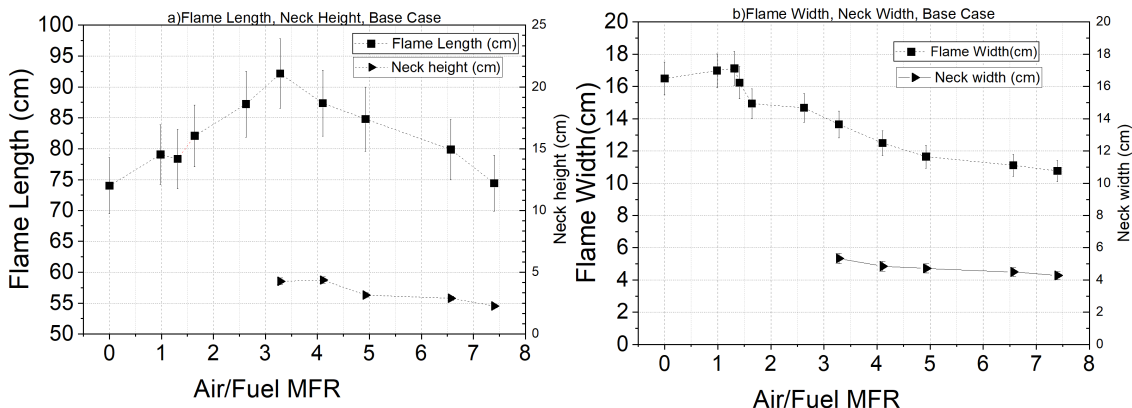 a)Flame Length, Neck Height, Base Case
Flame Length (cm)
Neck height (cm)
100
95
90
85
80
75
70
65
60
55
50
Flame Length (cm)
25
20
15
10
5
0
Neck height (cm)
0 1 2 3 4 5 6 7 8
Air/Fuel MFR
b)Flame Width, Neck Width, Base Case
Flame Width(cm)
Neck width (cm)
20
18
16
14
12
10
8
6
4
2
0
Flame Width(cm)
20
18
16
14
12
10
8
6
4
2
0
Neck width (cm)
0 1 2 3 4 5 6 7 8
Air/Fuel MFR